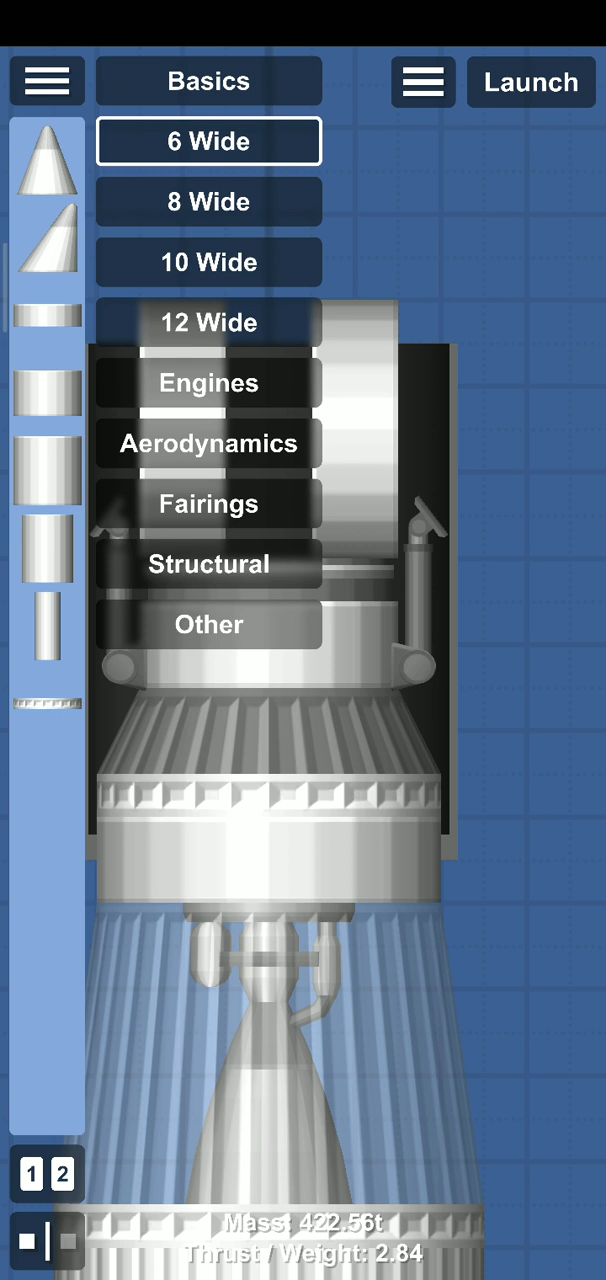 Basics
Launch
6 Wide
8 Wide
10 Wide
12 Wide
Engines
Aerodynamics
Fairings
Structural
Other
1 2
Mass: 422.56t
Thrust / Weight: 2.84